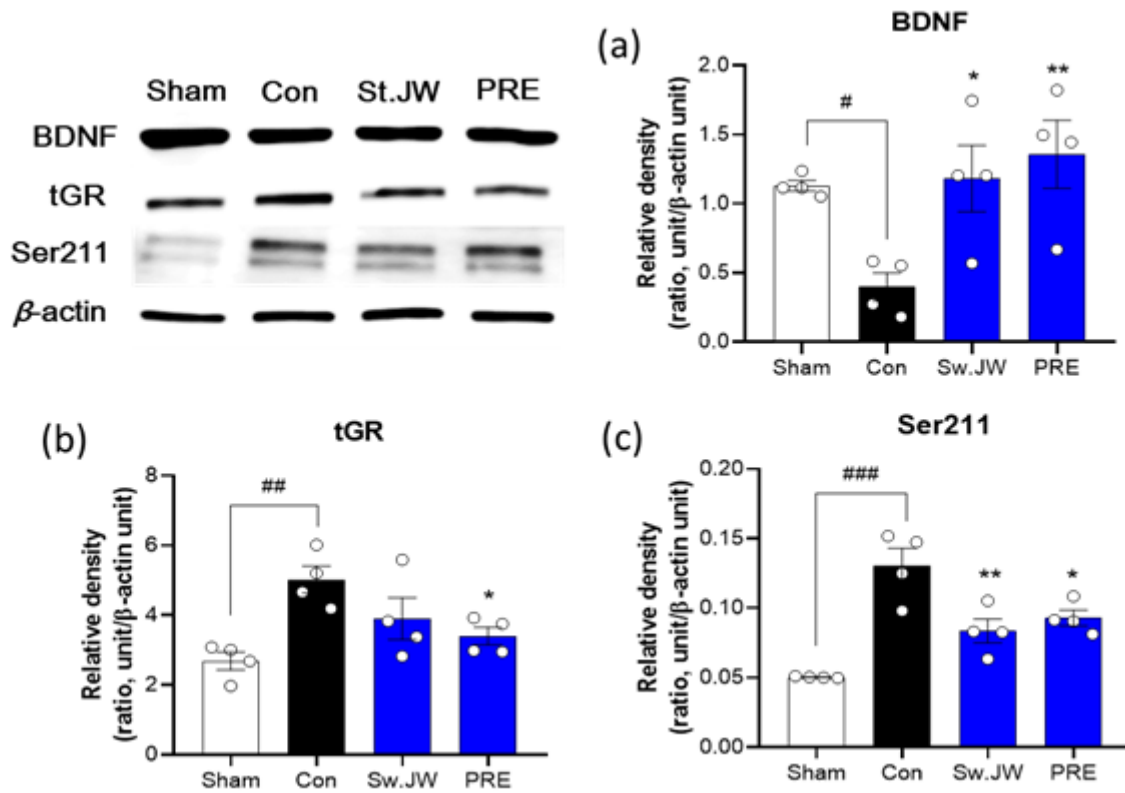 Sham Con St.JW PRE
BDNF
tGR
Ser211
β-actin
(a)
BDNF
Relative density
(ratio, unit/β-actin unit)
2.0
1.5
1.0
0.5
0.0
#
*
**
Sham Con Sw.JW PRE
(b)
tGR
Relative density
(ratio, unit/β-actin unit)
8
6
4
2
0
##
*
Sham Con Sw.JW PRE
(c)
Ser211
Relative density
(ratio, unit/β-actin unit)
0.20
0.15
0.10
0.05
0.00
###
**
*
Sham Con Sw.JW PRE